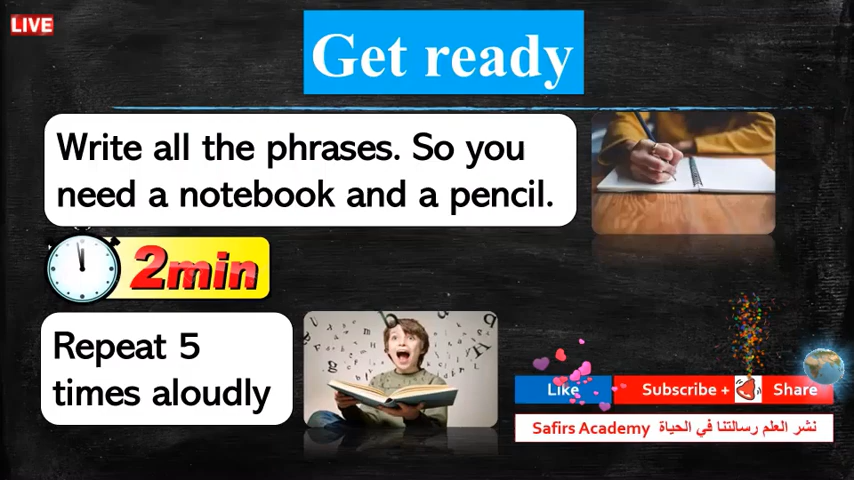 LIVE
Get ready
Write all the phrases. So you
need a notebook and a pencil.
2min
Repeat 5
times aloudly
Like Subscribe + Share
Safirs Academy نشر العلم رسالتنا في الحياة